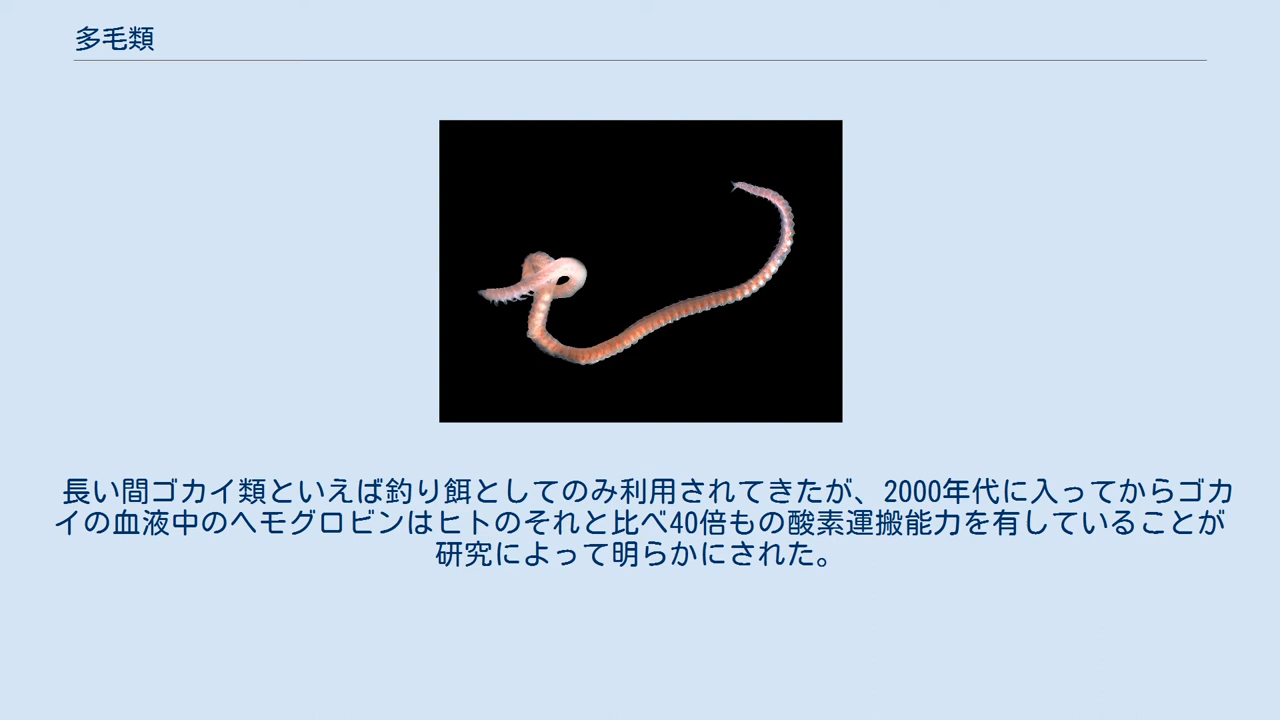 多毛類
長い間ゴカイ類といえば釣り餌としてのみ利用されてきたが、2000年代に入ってからゴカ
イの血液中のヘモグロビンはヒトのそれと比べ40倍もの酸素運搬能力を有していることが
研究によって明らかにされた。